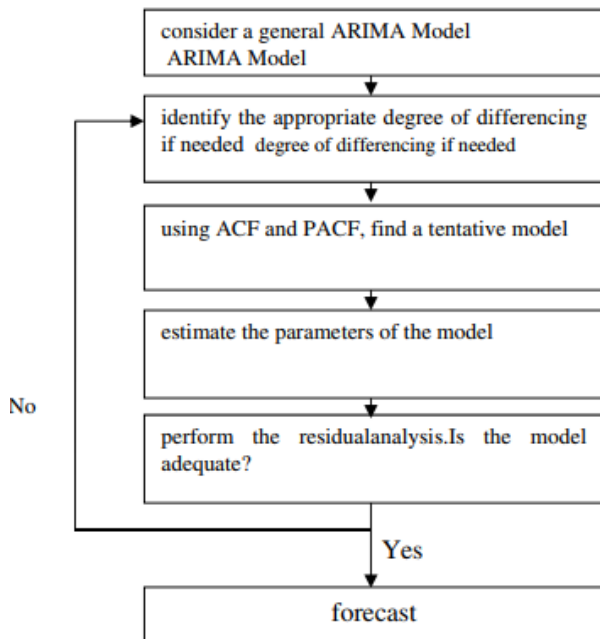 consider a general ARIMA Model
ARIMA Model
identify the appropriate degree of differencing
if needed degree of differencing if needed
using ACF and PACF, find a tentative model
estimate the parameters of the model
No
perform the residualanalysis.Is the model
adequate?
Yes
forecast